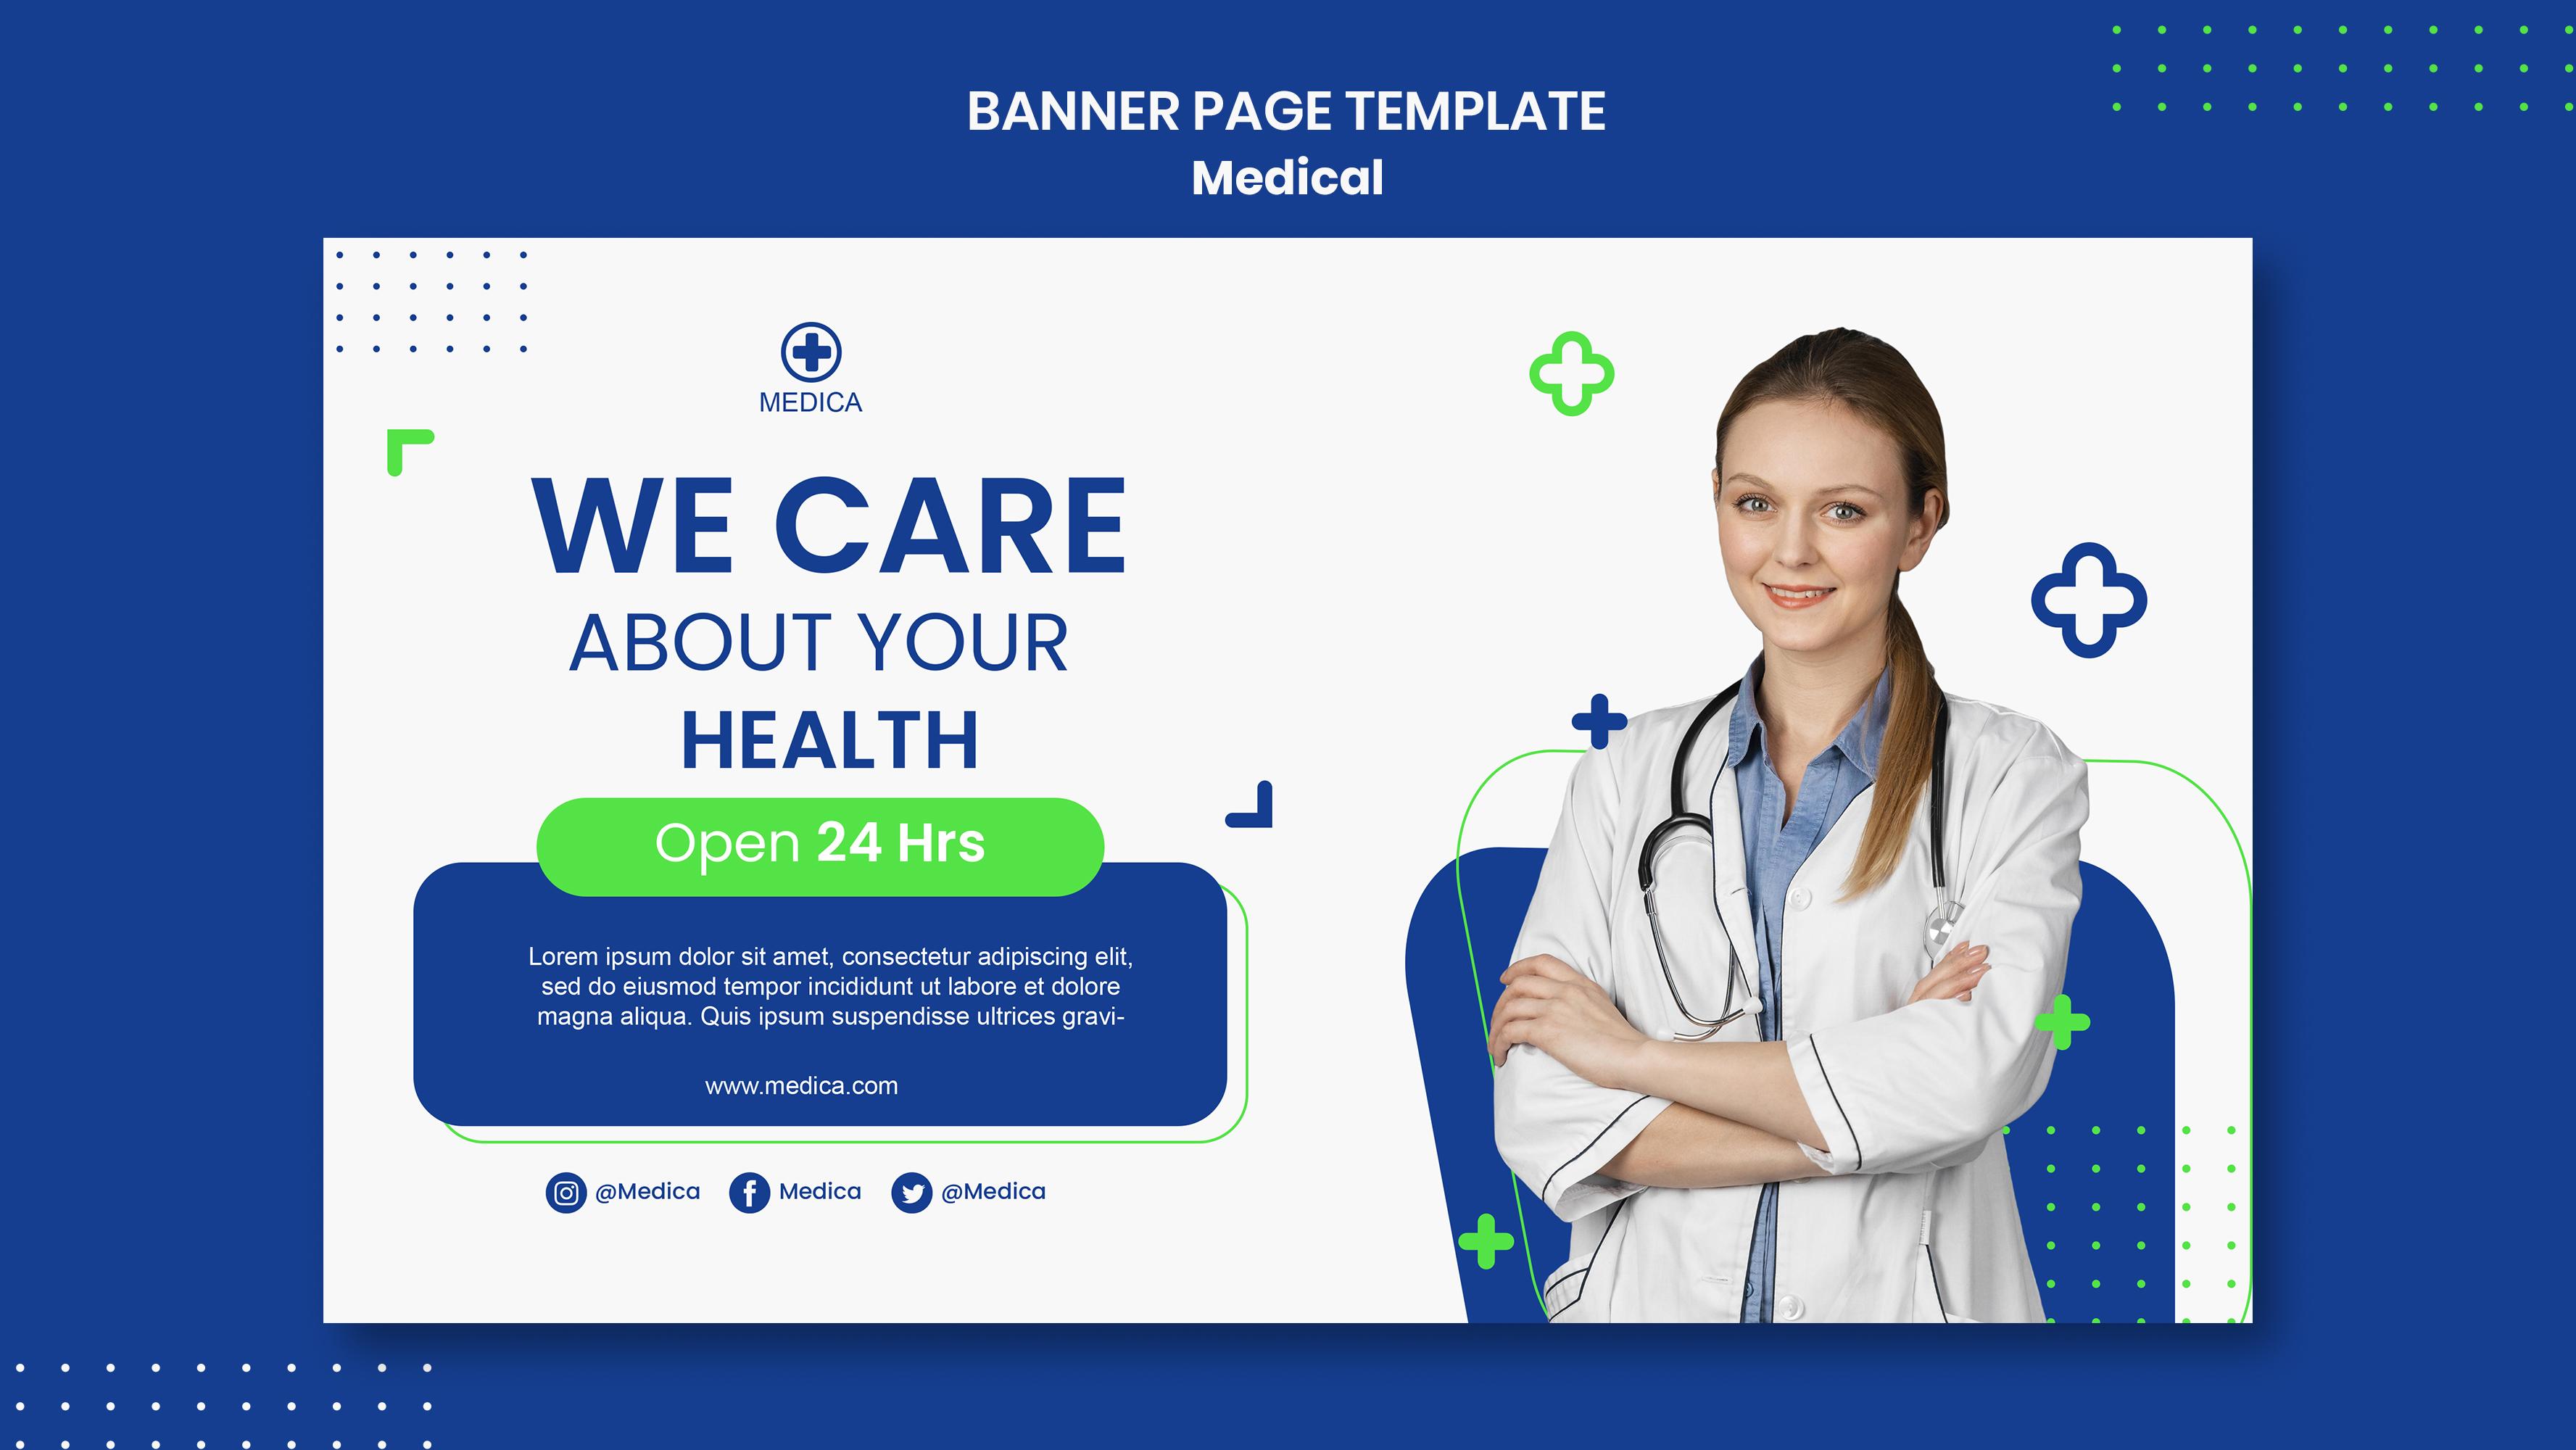 BANNER PAGE TEMPLATE
Medical
MEDICA
WE CARE
ABOUT YOUR
HEALTH
Open 24 Hrs
Lorem ipsum dolor sit amet, consectetur adipiscing elit,
sed do eiusmod tempor incididunt ut labore et dolore
magna aliqua. Quis ipsum suspendisse ultrices gravi-
www.medica.com
@Medica Medica @Medica